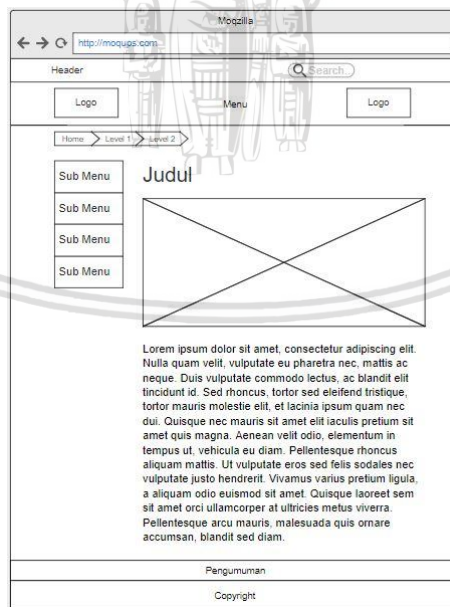 Moqzilla
http://moqups.com
Header
Search..
Logo
Menu
Logo
Home
Level 1
Level 2
Sub Menu
Judul
Sub Menu
Sub Menu
Sub Menu
Lorem ipsum dolor sit amet, consectetur adipiscing elit.
Nulla quam velit, vulputate eu pharetra nec, mattis ac
neque. Duis vulputate commodo lectus, ac blandit elit
tincidunt id. Sed rhoncus, tortor sed eleifend tristique,
tortor mauris molestie elit, et lacinia ipsum quam nec
dui. Quisque nec mauris sit amet elit iaculis pretium sit
amet quis magna. Aenean velit odio, elementum in
tempus ut, vehicula eu diam. Pellentesque rhoncus
aliquam mattis. Ut vulputate eros sed felis sodales nec
vulputate justo hendrerit. Vivamus varius pretium ligula,
a aliquam odio euismod sit amet. Quisque laoreet sem
sit amet orci ullamcorper at ultricies metus viverra.
Pellentesque arcu mauris, malesuada quis ornare
accumsan, blandit sed diam.
Pengumuman
Copyright